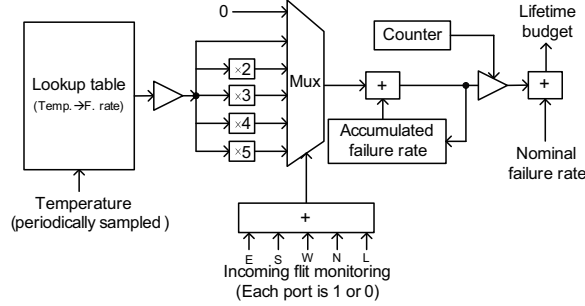 0
Lookup table
(Temp.→F. rate)
×2
×3
×4
×5
Mux
+
Accumulated
failure rate
Counter
Lifetime
budget
+
Nominal
failure rate
Temperature
(periodically sampled )
+
E S W N L
Incoming flit monitoring
(Each port is 1 or 0)